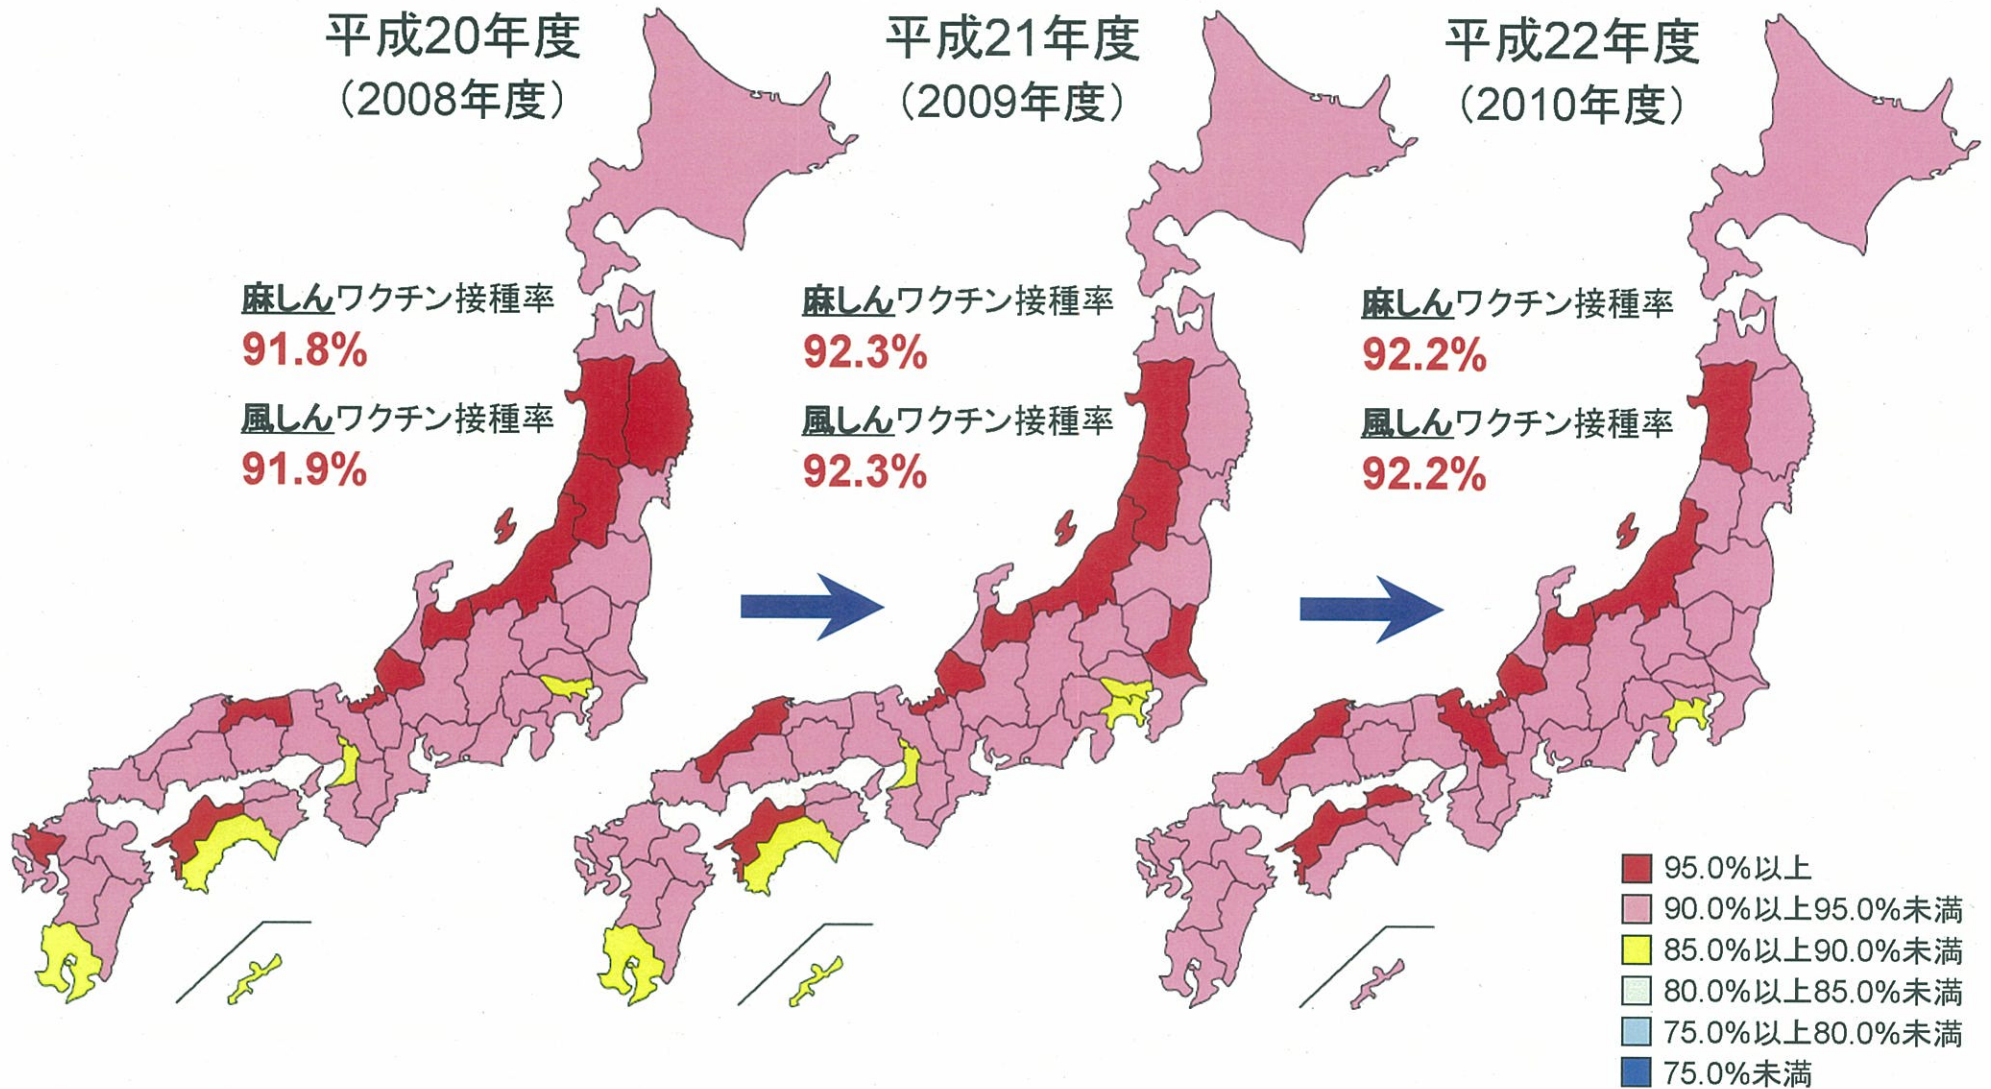 平成20年度
(2008年度)
麻しんワクチン接種率
91.8%
風しんワクチン接種率
91.9%
平成21年度
(2009年度)
麻しんワクチン接種率
92.3%
風しんワクチン接種率
92.3%
平成22年度
(2010年度)
麻しんワクチン接種率
92.2%
風しんワクチン接種率
92.2%
95.0%以上
90.0%以上95.0%未満
85.0%以上90.0%未満
80.0%以上85.0%未満
75.0%以上80.0%未満
75.0%未満